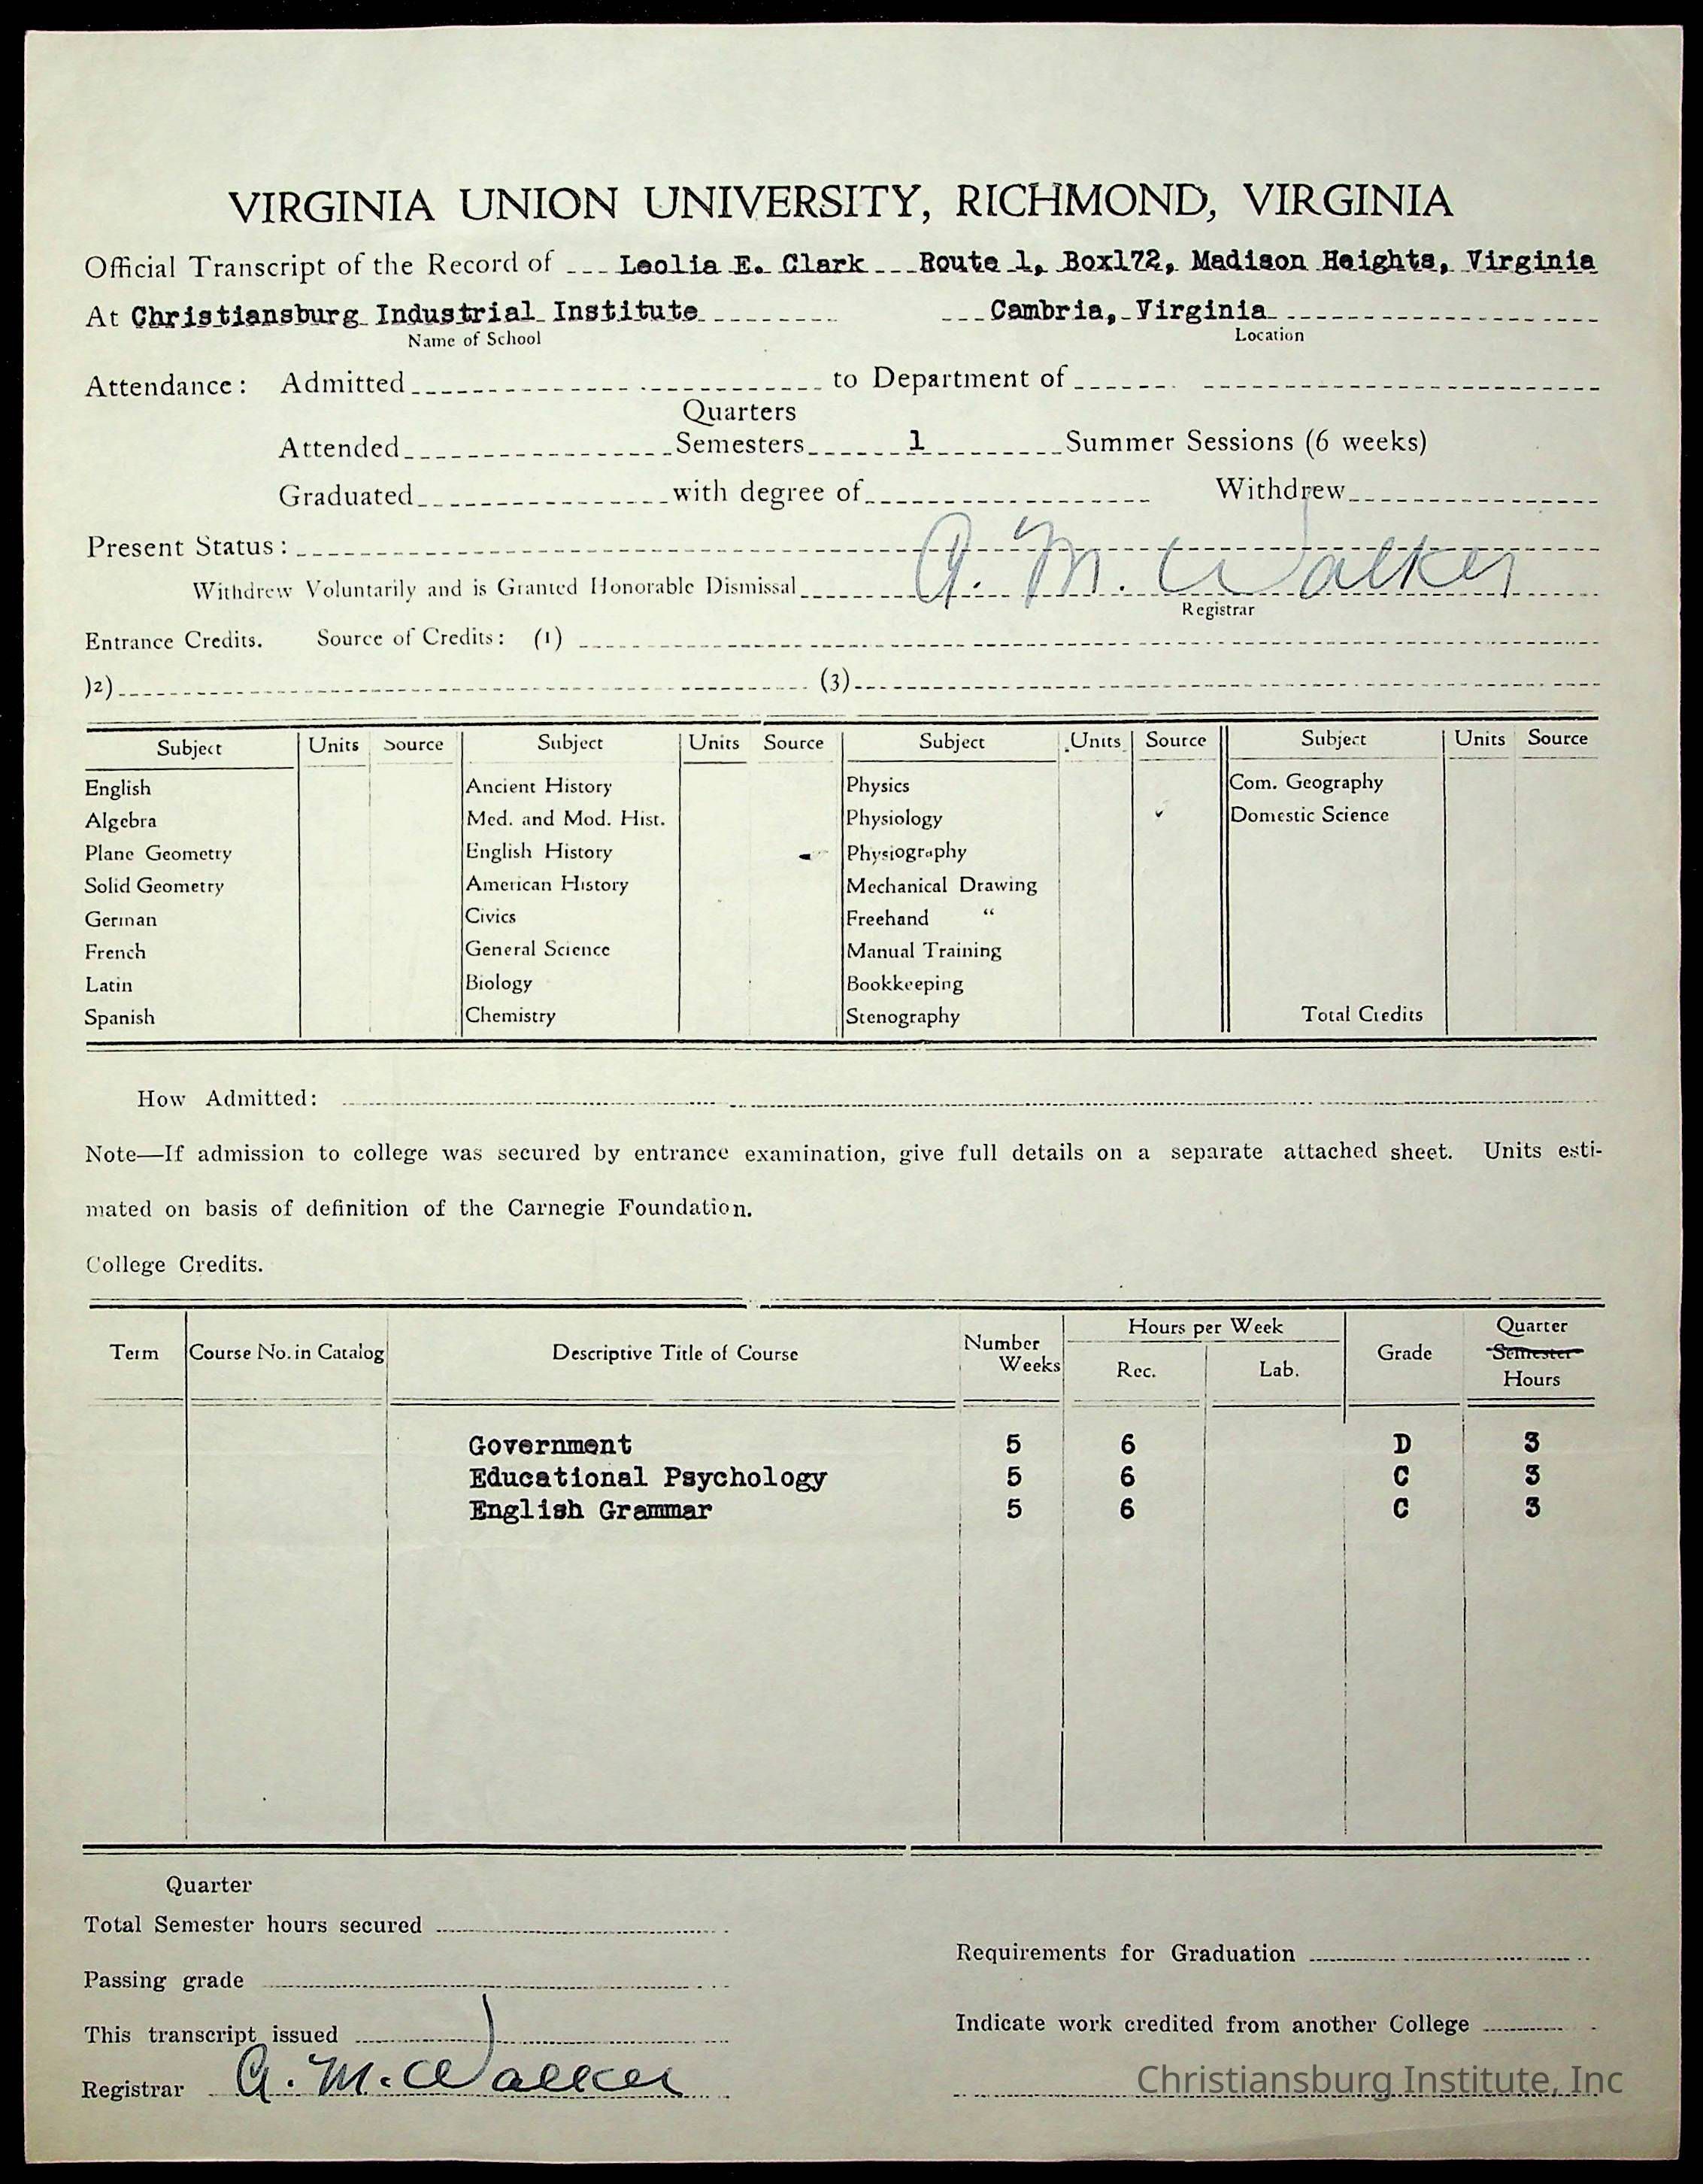 VIRGINIA UNION UNIVERSITY, RICHMOND, VIRGINIA
Official Transcript of the Record of Leolia E. Clark Route 1, Box172, Madison Heights, Virginia
At Christiansburg Industrial Institute Cambria, Virginia
Name of School Location
Attendance: Admitted to Department of
Quarters
Attended Semesters 1 Summer Sessions (6 weeks)
Graduated with degree of Withdrew
Present Status:
Withdrew Voluntarily and is Granted Honorable Dismissal A. M. Walker
Registrar
Entrance Credits. Source of Credits: (1)
)2) (3)
Subject Units Source Subject Units Source Subject Units Source Subject Units Source
English Ancient History Physics Com. Geography
Algebra Med. and Mod. Hist. Physiology Domestic Science
Plane Geometry English History Physiography
Solid Geometry American History Mechanical Drawing
German Civics Freehand “
French General Science Manual Training
Latin Biology Bookkeeping
Spanish Chemistry Stenography Total Credits
How Admitted:
Note—If admission to college was secured by entrance examination, give full details on a separate attached sheet. Units esti-
mated on basis of definition of the Carnegie Foundation.
College Credits.
Term Course No. in Catalog Descriptive Title of Course Number Weeks Hours per Week Rec. Lab. Grade Quarter Semester Hours
Government 5 6 D 3
Educational Psychology 5 6 C 3
English Grammar 5 6 C 3
Quarter
Total Semester hours secured
Requirements for Graduation
Passing grade
This transcript issued
Indicate work credited from another College
Registrar A. M. Walker
Christiansburg Institute, Inc